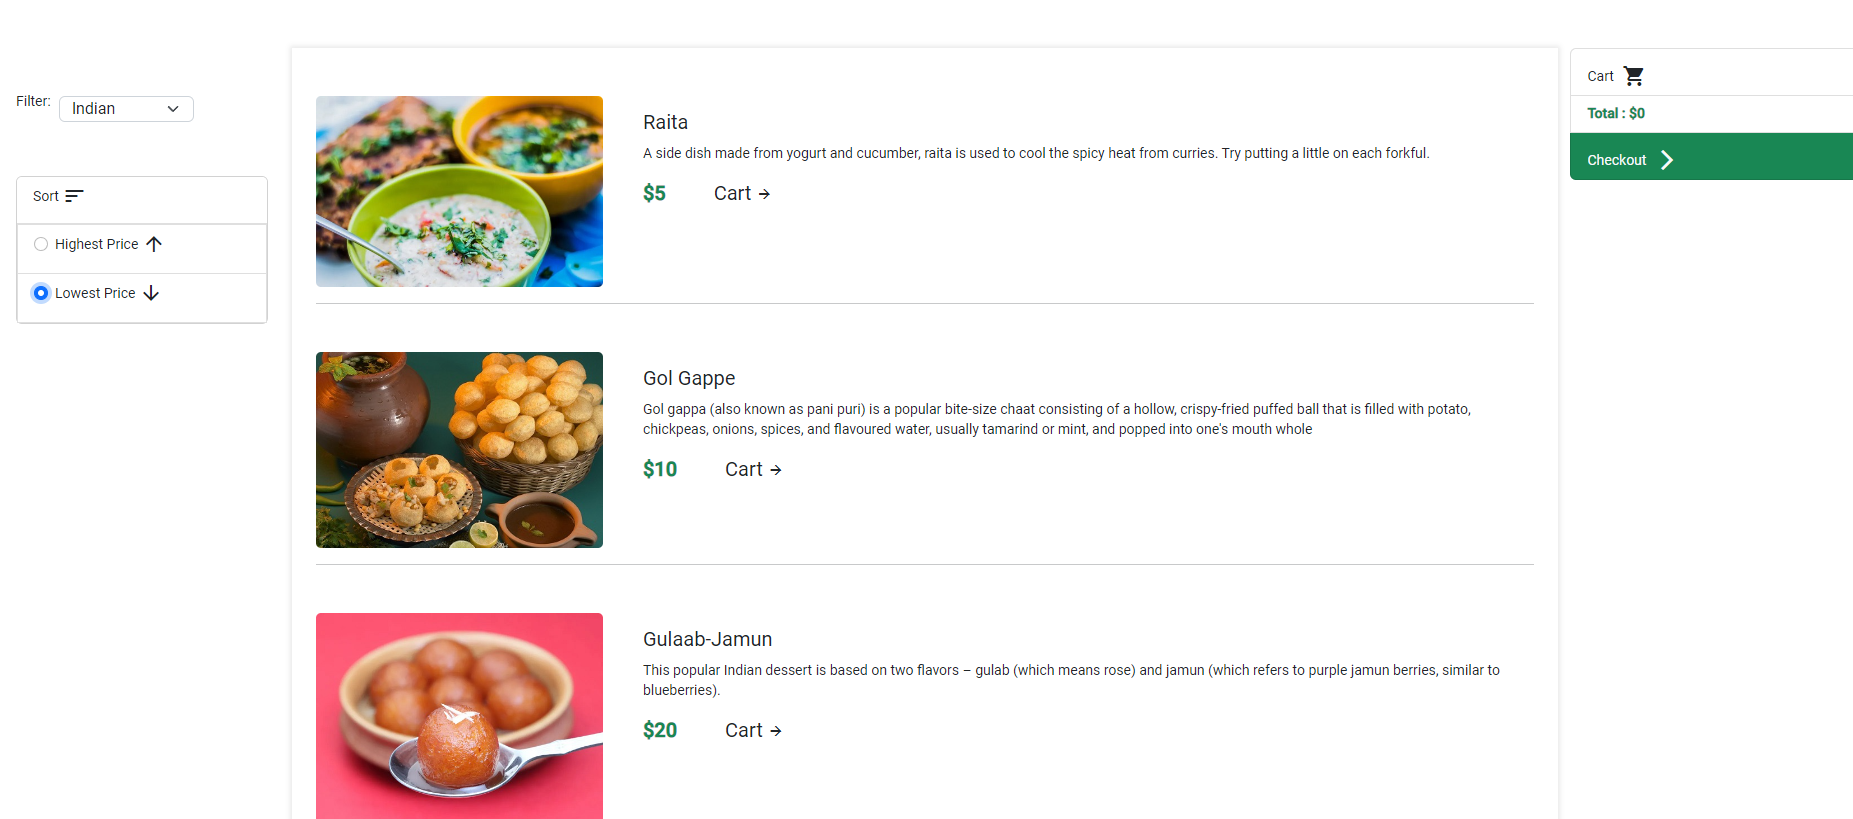 Filter:
Indian
Sort
Highest Price
Lowest Price
Raita
A side dish made from yogurt and cucumber, raita is used to cool the spicy heat from curries. Try putting a little on each forkful.
$5 Cart
Gol Gappe
Gol gappa (also known as pani puri) is a popular bite-size chaat consisting of a hollow, crispy-fried puffed ball that is filled with potato,
chickpeas, onions, spices, and flavoured water, usually tamarind or mint, and popped into one's mouth whole
$10 Cart
Gulaab-Jamun
This popular Indian dessert is based on two flavors – gulab (which means rose) and jamun (which refers to purple jamun berries, similar to
blueberries).
$20 Cart
Cart
Total : $0
Checkout